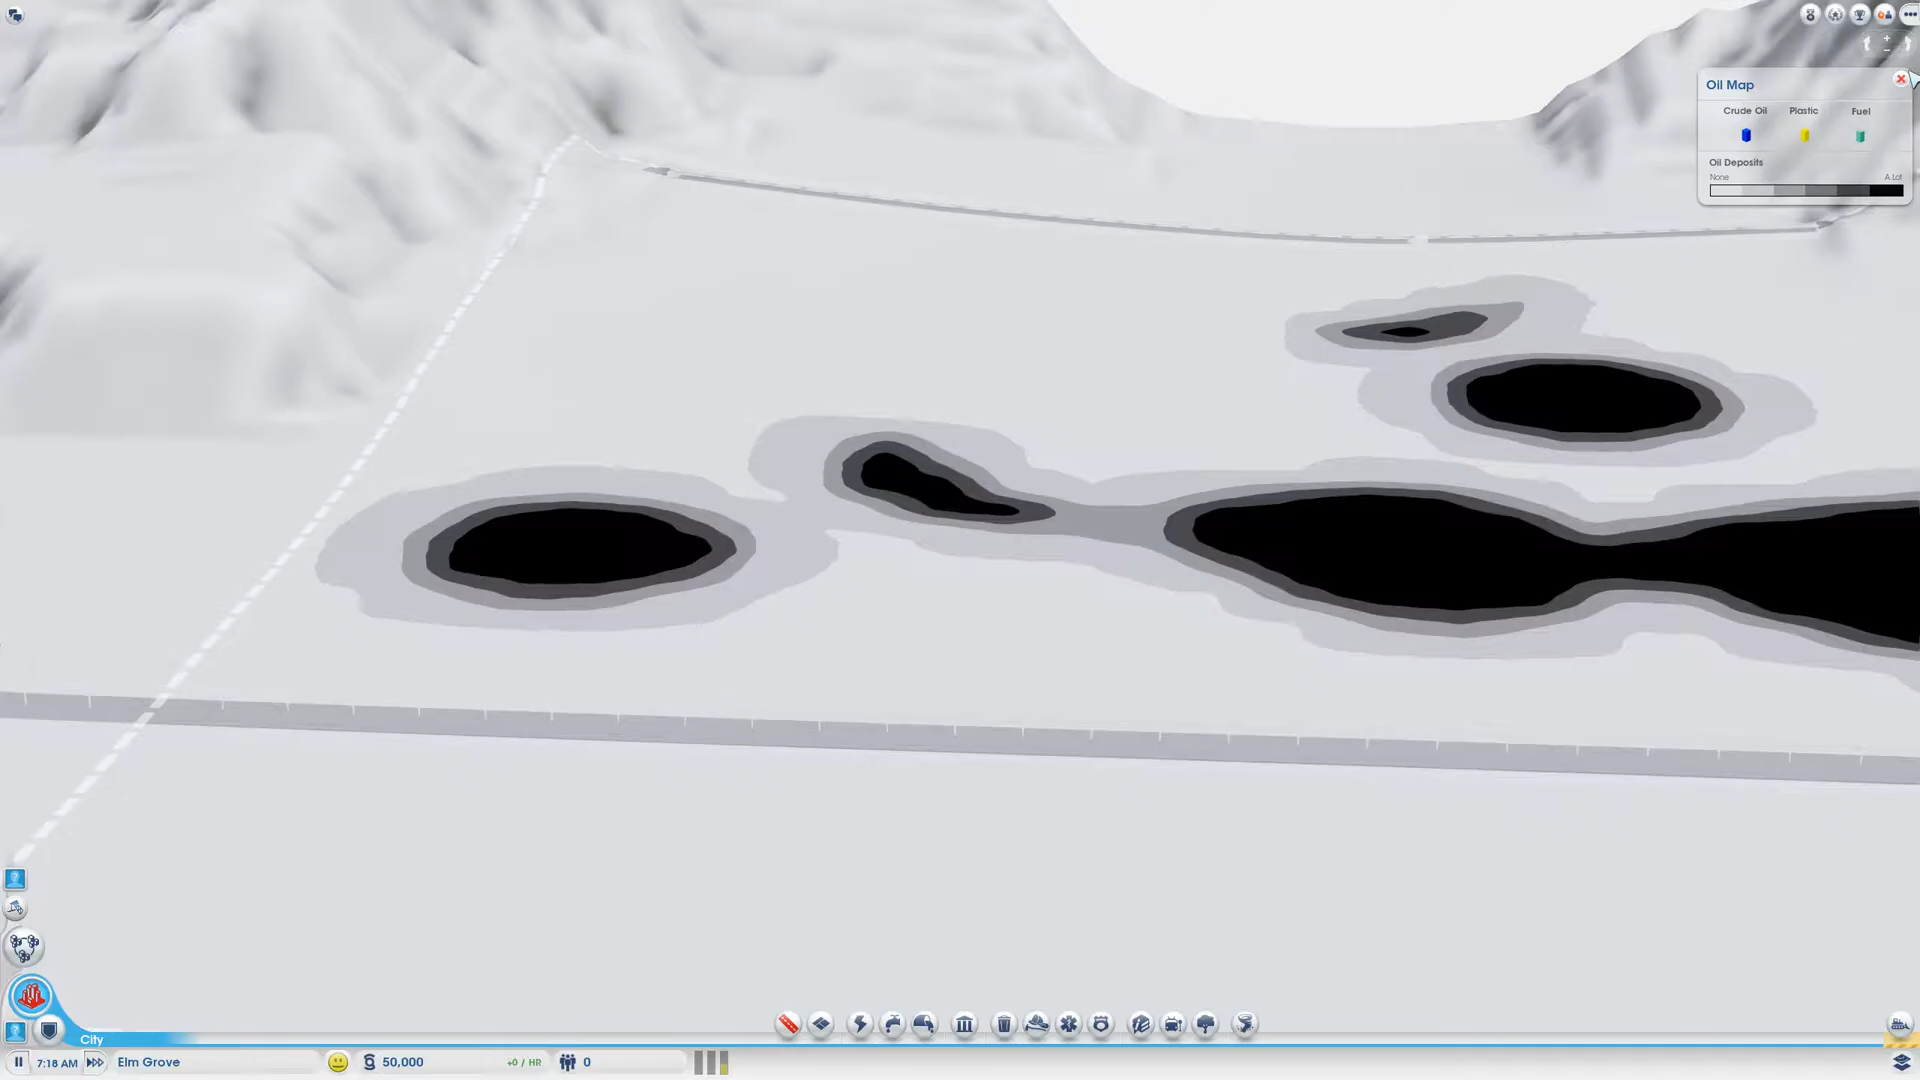 Oil Map
Crude Oil Plastic Fuel
Oil Deposits
None A Lot
City
7:18 AM Elm Grove 50,000 +0 / HR 0